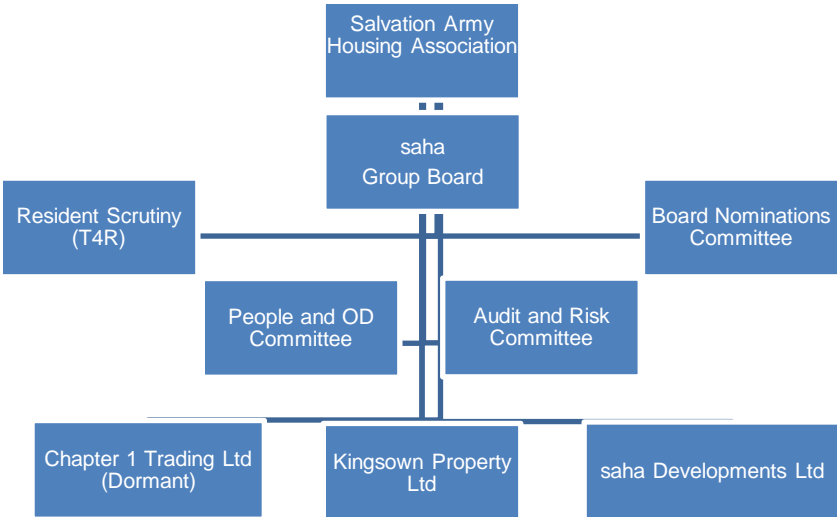 Salvation Army
Housing Association
saha
Group Board
Resident Scrutiny
(T4R)
Board Nominations
Committee
People and OD
Committee
Audit and Risk
Committee
Chapter 1 Trading Ltd
(Dormant)
Kingsown Property
Ltd
saha Developments Ltd